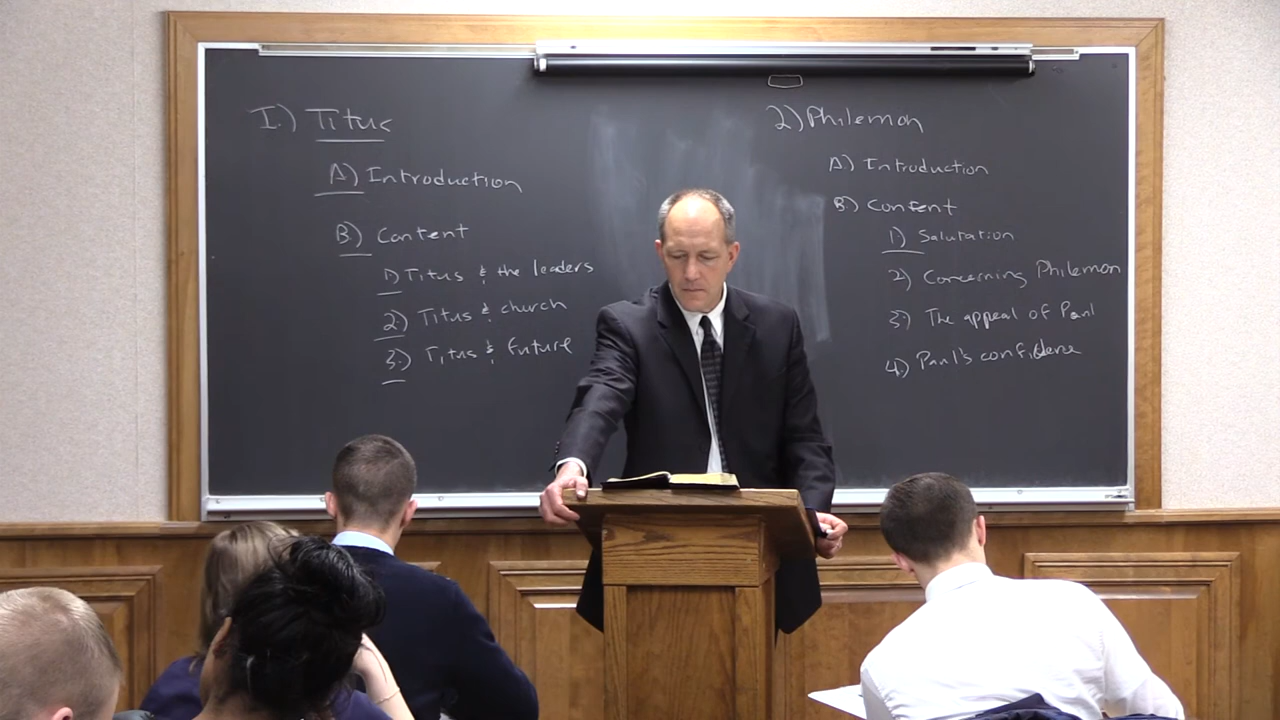 I.) Titus
A) Introduction
B) Content
1) Titus & the leaders
2.) Titus & church
3.) Titus & future
2) Philemon
A) Introduction
B.) Content
1) Salutation
2) Concerning Philemon
3) The appeal of Paul
4.) Paul's confidence